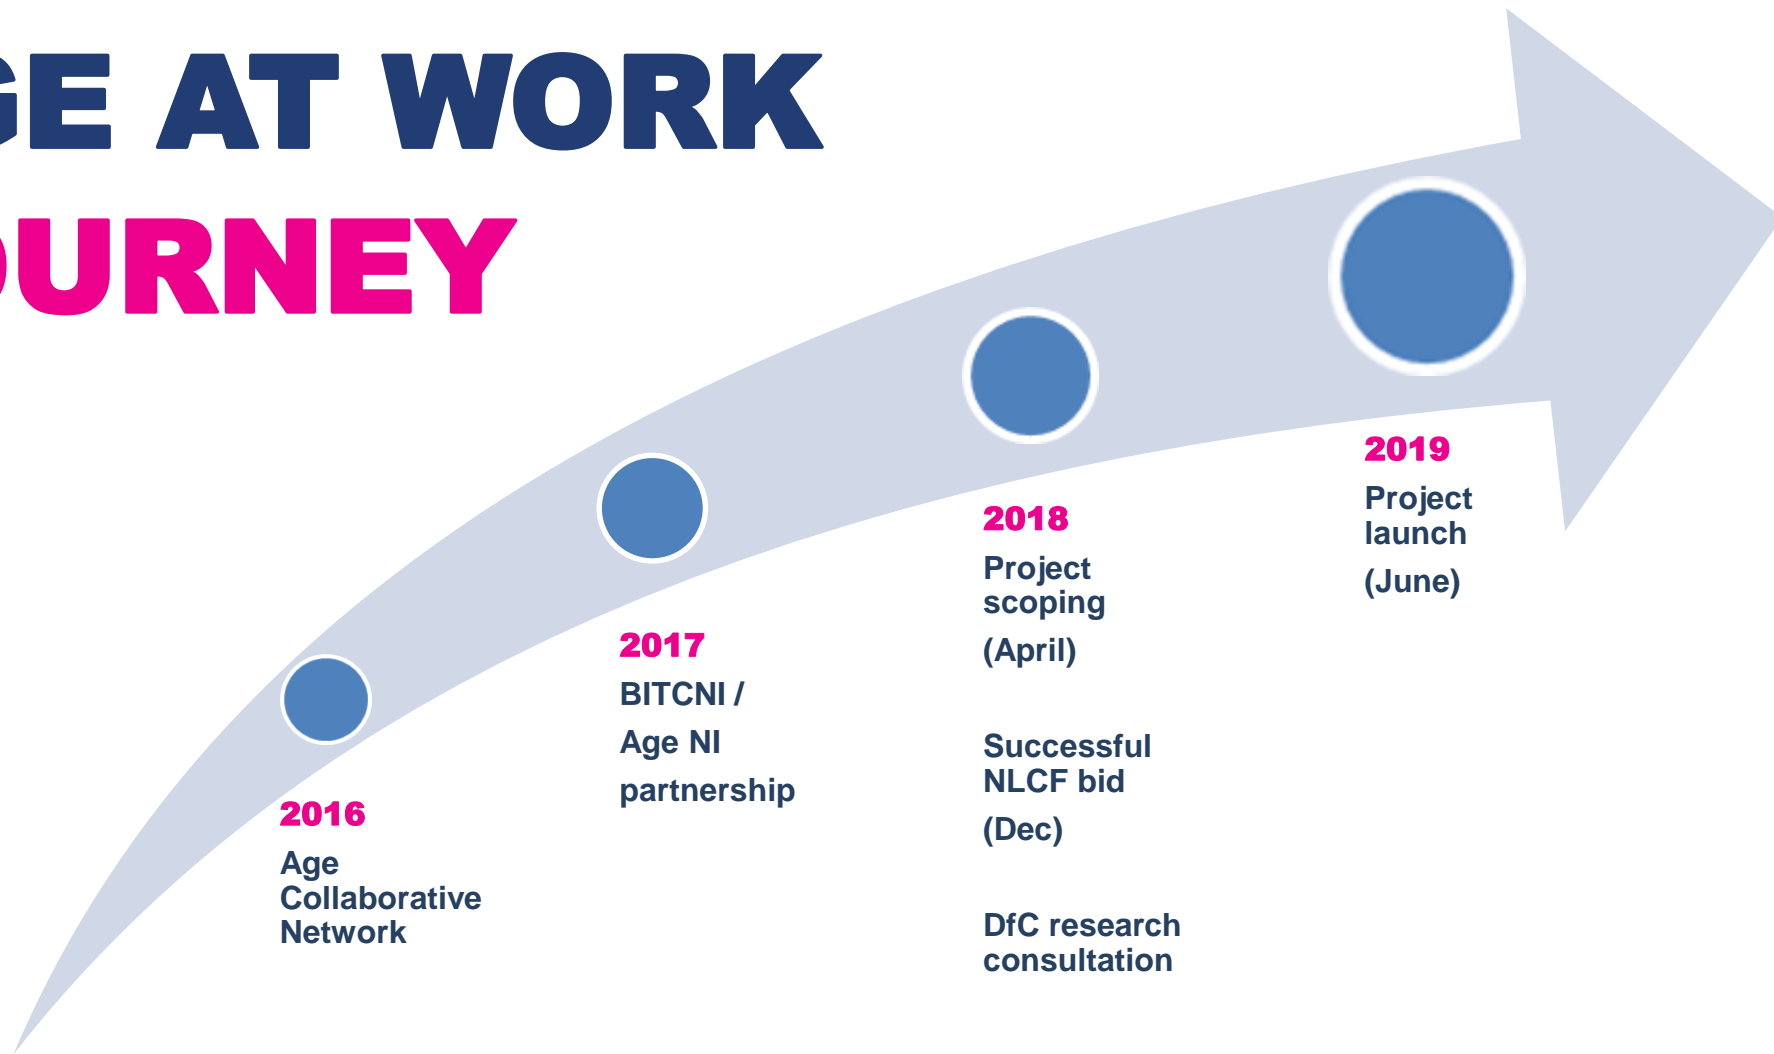 GE AT WORK
OURNEY
2016
Age
Collaborative
Network
2017
BITCNI /
Age NI
partnership
2018
Project
scoping
(April)
Successful
NLCF bid
(Dec)
DfC research
consultation
2019
Project
launch
(June)